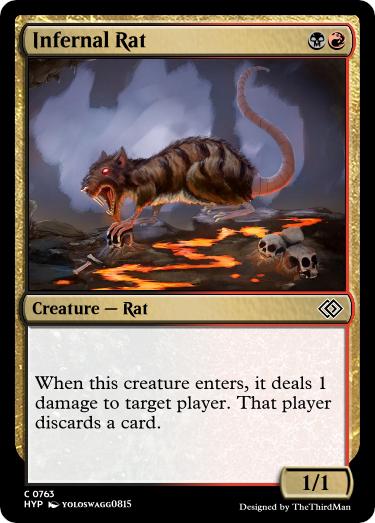 Infernal Rat
Creature — Rat
When this creature enters, it deals 1
damage to target player. That player
discards a card.
1/1
C 0763
HYP YOLOSWAGG0815
Designed by TheThirdMan